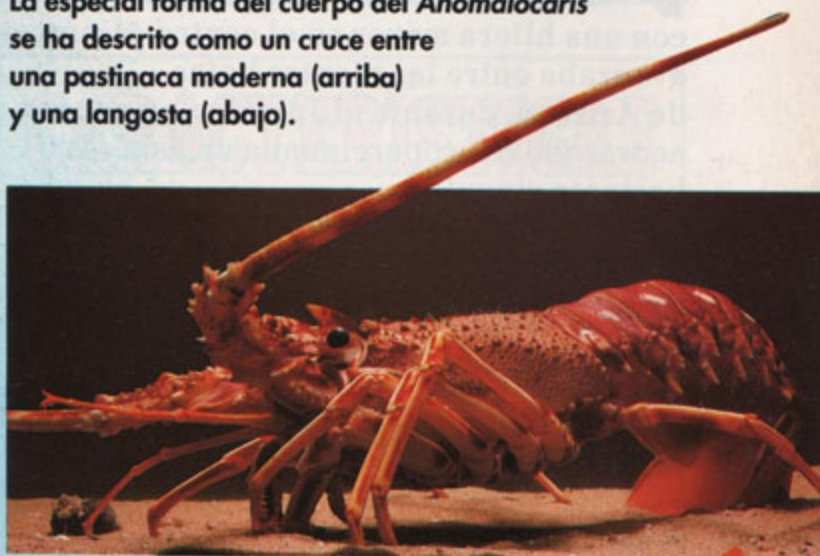 La especial forma del cuerpo del Anomalocaris
se ha descrito como un cruce entre
una pastinaca moderna (arriba)
y una langosta (abajo).